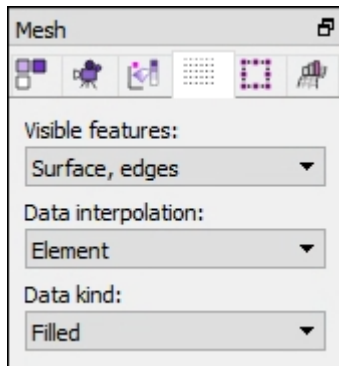 Mesh
Visible features:
Surface, edges
Data interpolation:
Element
Data kind:
Filled